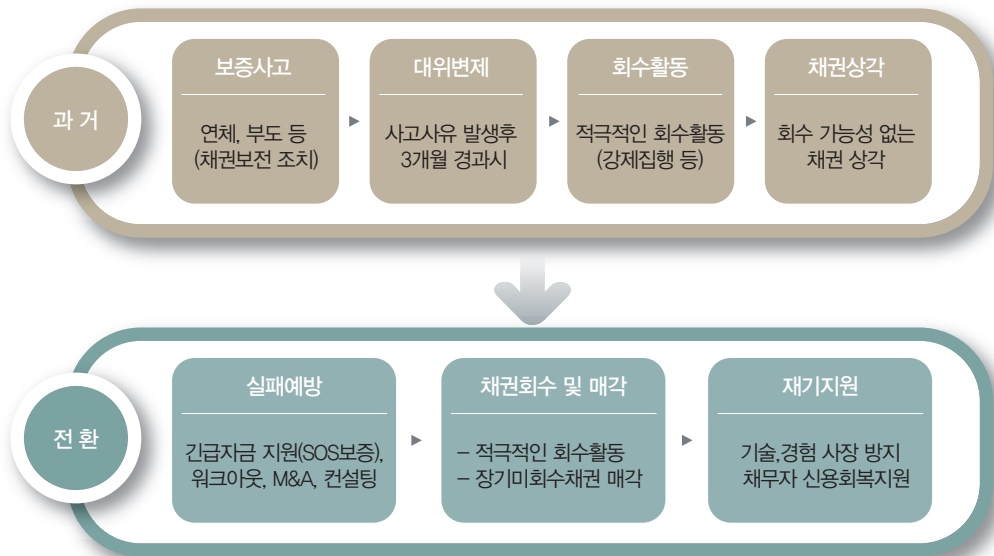 과 거
보증사고
연체, 부도 등
(채권보전 조치)
대위변제
사고사유 발생후
3개월 경과시
회수활동
적극적인 회수활동
(강제집행 등)
채권상각
회수 가능성 없는
채권 상각
전 환
실패예방
긴급자금 지원(SOS보증),
워크아웃, M&A, 컨설팅
채권회수 및 매각
– 적극적인 회수활동
– 장기미회수채권 매각
재기지원
기술,경험 사장 방지
채무자 신용회복지원